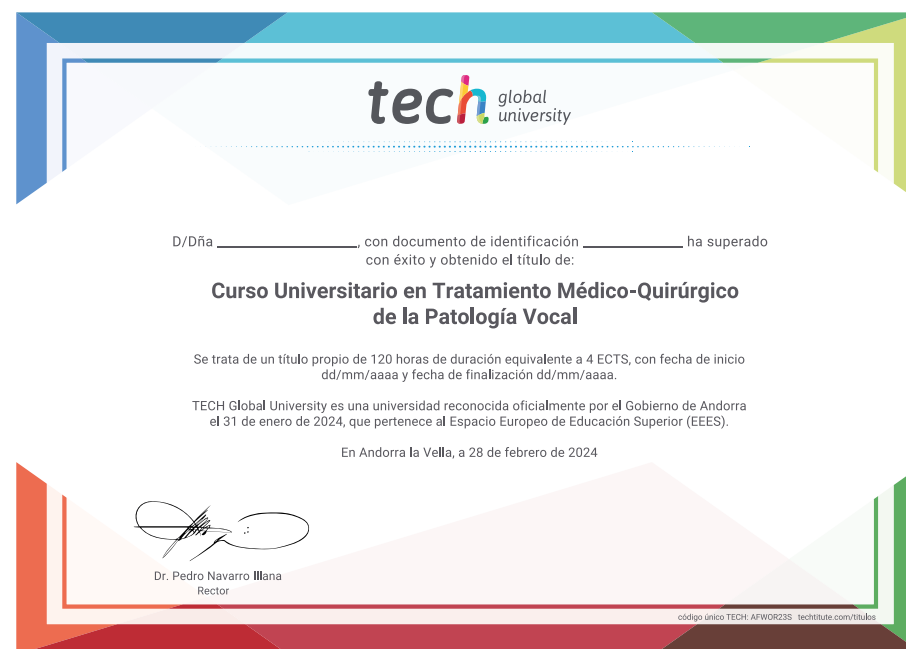 tech global
university
D/Dña ____________________, con documento de identificación ______________ ha superado
con éxito y obtenido el título de:
Curso Universitario en Tratamiento Médico-Quirúrgico
de la Patología Vocal
Se trata de un título propio de 120 horas de duración equivalente a 4 ECTS, con fecha de inicio
dd/mm/aaaa y fecha de finalización dd/mm/aaaa.
TECH Global University es una universidad reconocida oficialmente por el Gobierno de Andorra
el 31 de enero de 2024, que pertenece al Espacio Europeo de Educación Superior (EEES).
En Andorra la Vella, a 28 de febrero de 2024
Dr. Pedro Navarro Illana
Rector
código único TECH: AFWOR23S techtitute.com/titulos